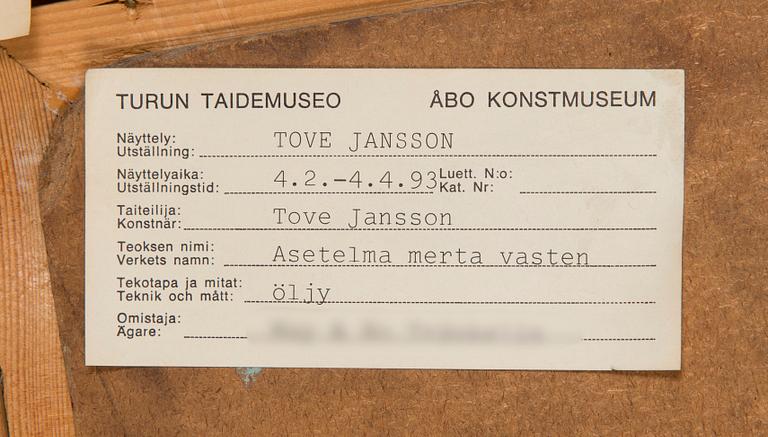 TURUN TAIDEMUSEO ÅBO KONSTMUSEUM
Näyttely: TOVE JANSSON
Utställning:
Näyttelyaika: 4.2.-4.4.93 Luett. N:o:
Utställningstid: Kat. Nr:
Taiteilija: Tove Jansson
Konstnär:
Teoksen nimi: Asetelma merta vasten
Verkets namn:
Tekotapa ja mitat: öljy
Teknik och mått:
Omistaja:
Ägare: